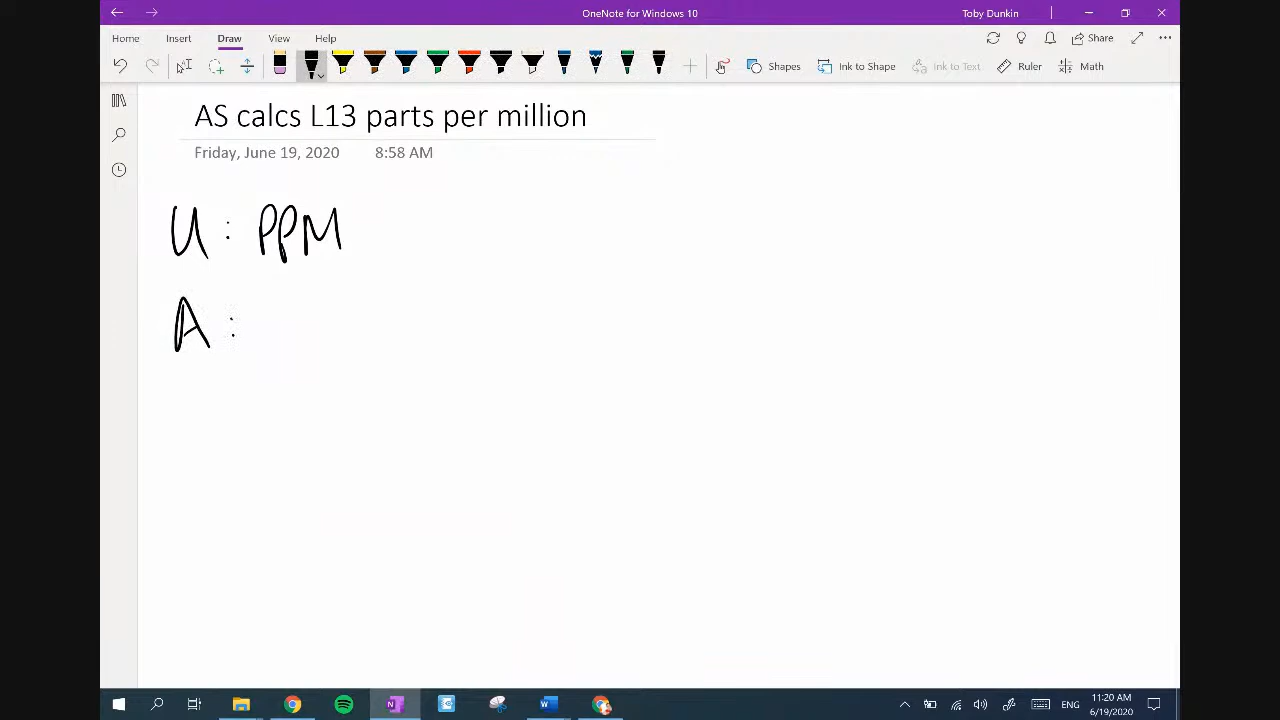 OneNote for Windows 10
Toby Dunkin
Home Insert Draw View Help
Share
Shapes Ink to Shape Ink to Text Ruler Math
AS calcs L13 parts per million
Friday, June 19, 2020 8:58 AM
U : PPM
A :
ENG
11:20 AM
6/19/2020